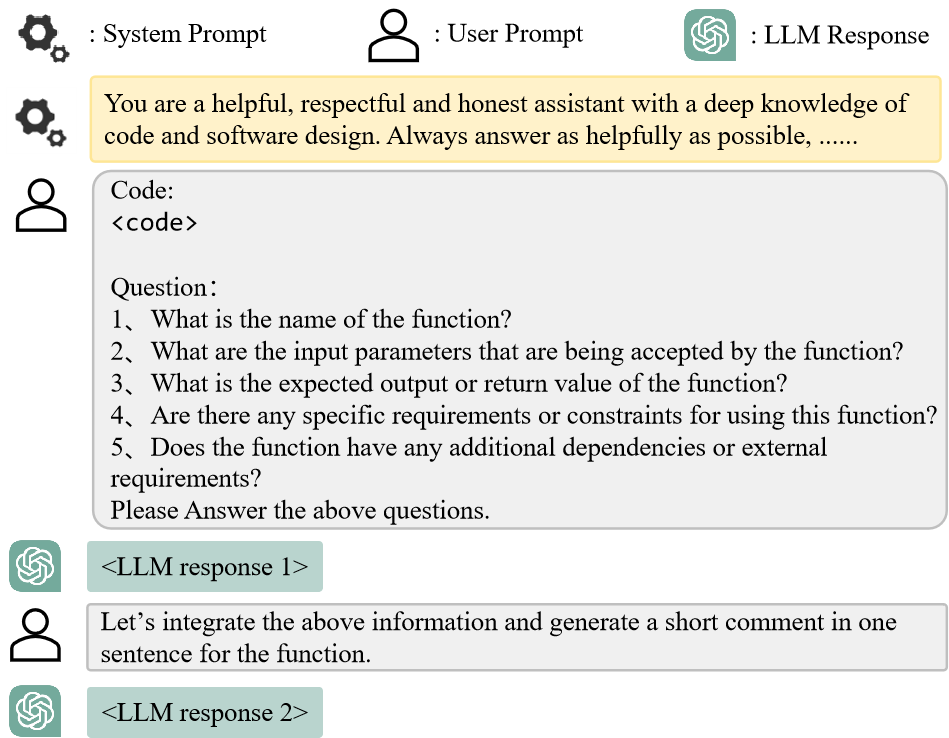 : System Prompt : User Prompt : LLM Response
You are a helpful, respectful and honest assistant with a deep knowledge of
code and software design. Always answer as helpfully as possible, ......
Code:
<code>
Question：
1、 What is the name of the function?
2、 What are the input parameters that are being accepted by the function?
3、 What is the expected output or return value of the function?
4、 Are there any specific requirements or constraints for using this function?
5、 Does the function have any additional dependencies or external
requirements?
Please Answer the above questions.
<LLM response 1>
Let’s integrate the above information and generate a short comment in one
sentence for the function.
<LLM response 2>